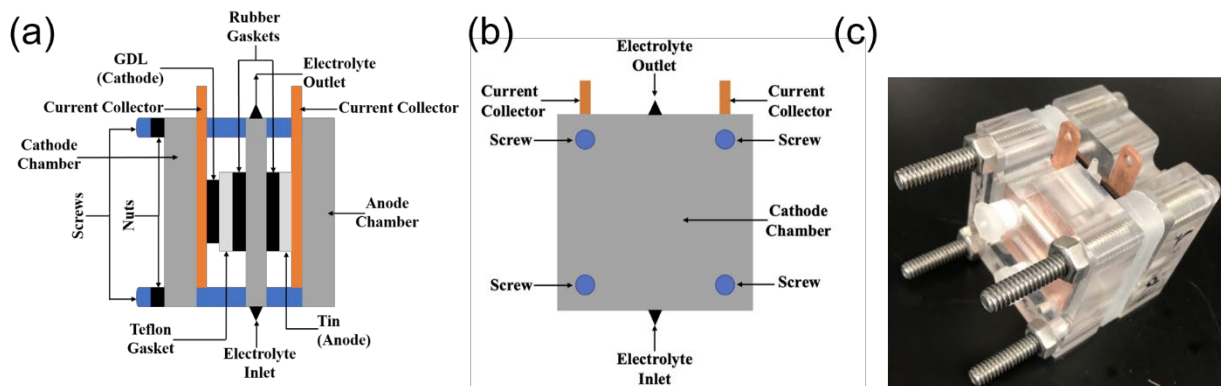 (a)
Rubber
Gaskets
GDL
(Cathode)
Electrolyte
Outlet
Current Collector
Current Collector
Cathode
Chamber
Screws
Nuts
Anode
Chamber
Teflon
Gasket
Electrolyte
Inlet
Tin
(Anode)
(b)
Electrolyte
Outlet
Current
Collector
Current
Collector
Screw
Screw
Cathode
Chamber
Screw
Screw
Electrolyte
Inlet
(c)